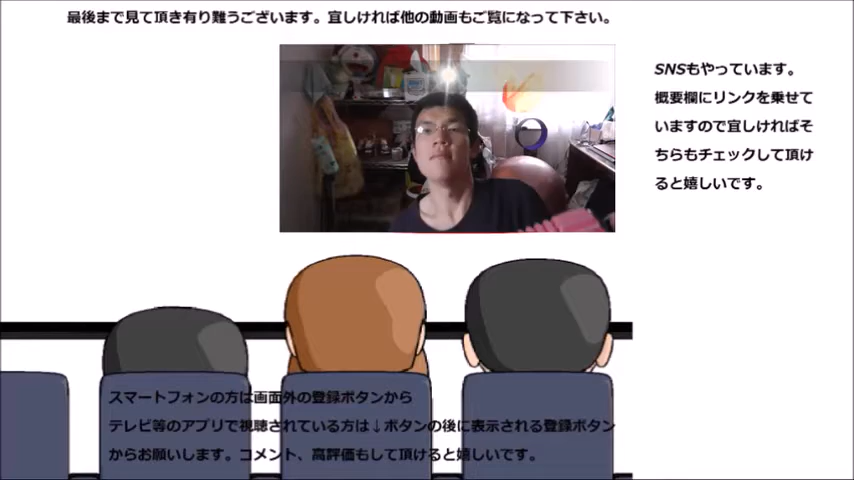 最後まで見て頂き有り難うございます。宜しければ他の動画もご覧になって下さい。
SNSもやっています。
概要欄にリンクを乗せて
いますので宜しければそ
ちらもチェックして頂け
ると嬉しいです。
スマートフォンの方は画面外の登録ボタンから
テレビ等のアプリで視聴されている方は↓ボタンの後に表示される登録ボタン
からお願いします。コメント、高評価もして頂けると嬉しいです。